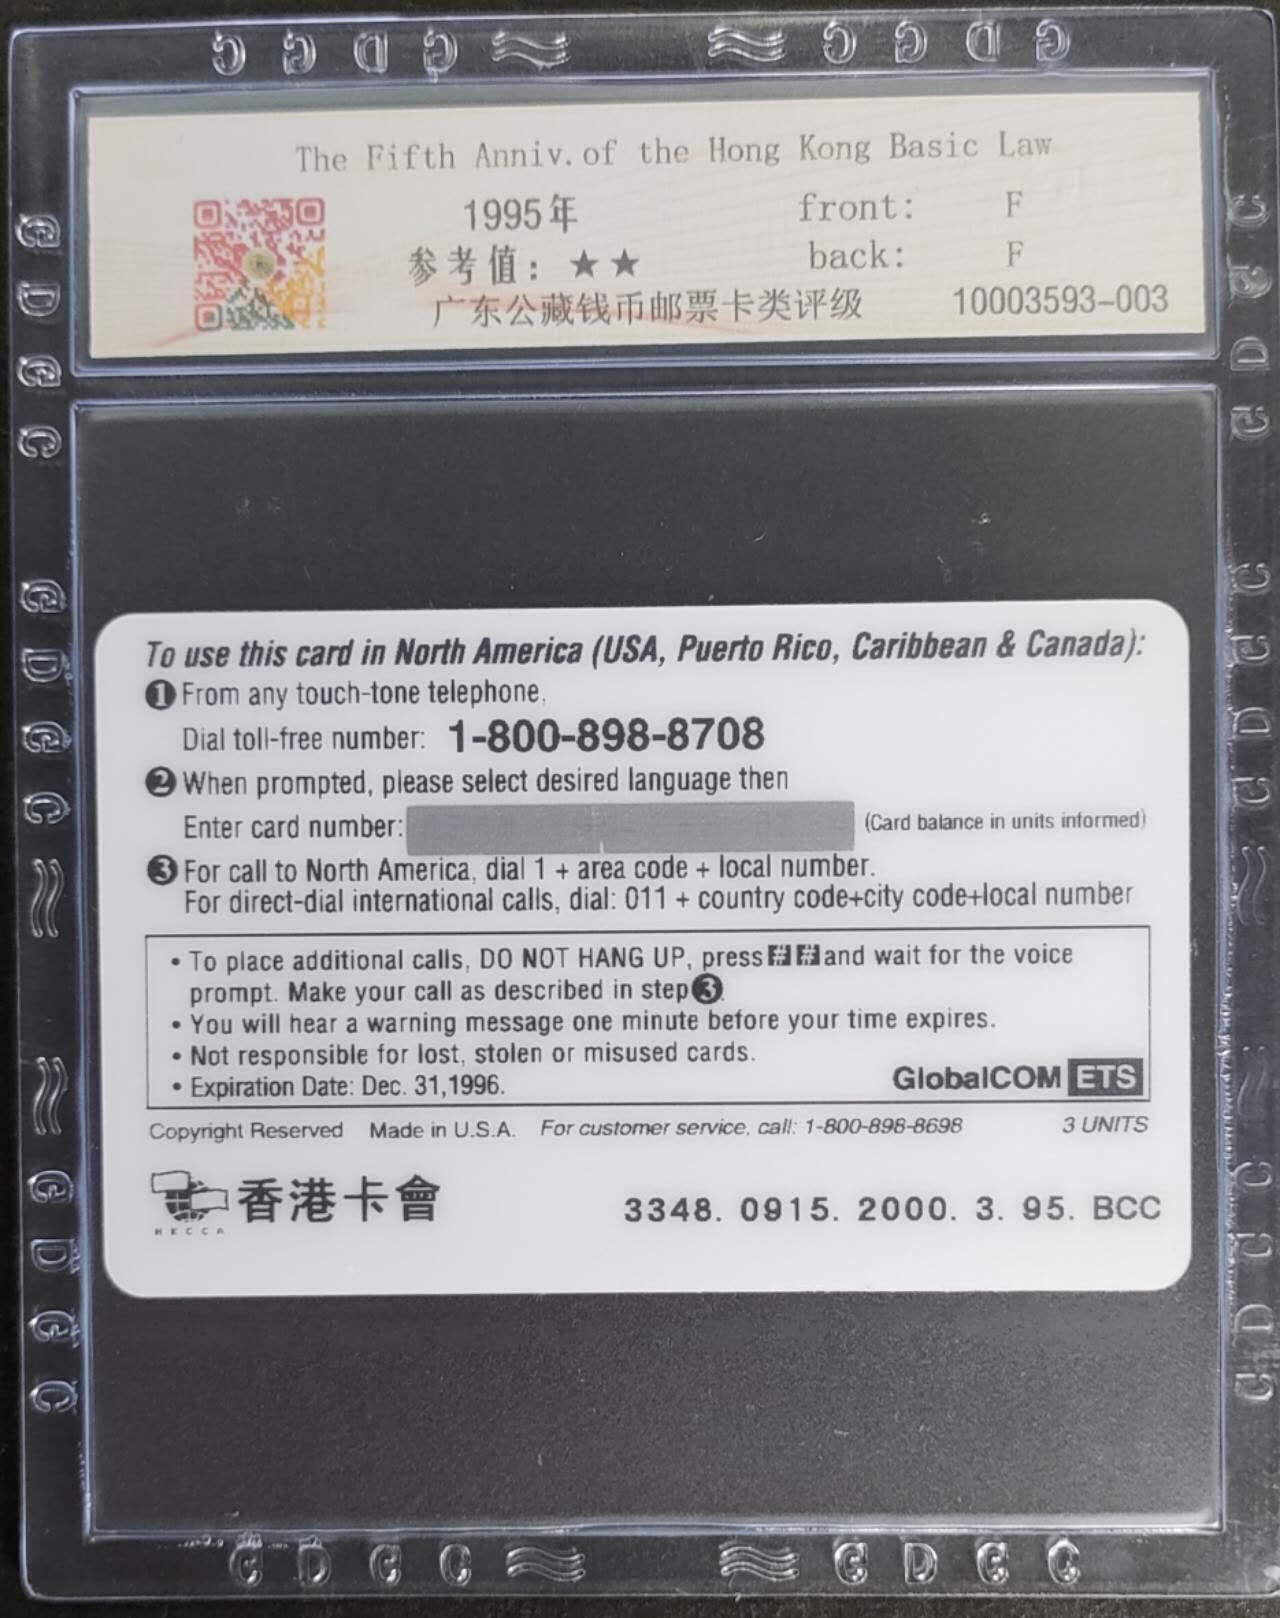 GDGC GDGC
The Fifth Anniv. of the Hong Kong Basic Law
1995年
front: F
参考值：★★
back: F
广东公藏钱币邮票卡类评级
10003593-003
To use this card in North America (USA, Puerto Rico, Caribbean & Canada):
❶ From any touch-tone telephone,
Dial toll-free number: 1-800-898-8708
❷ When prompted, please select desired language then
Enter card number: (Card balance in units informed)
❸ For call to North America, dial 1 + area code + local number.
For direct-dial international calls, dial: 011 + country code+city code+local number
• To place additional calls, DO NOT HANG UP, press # # and wait for the voice
prompt. Make your call as described in step ❸.
• You will hear a warning message one minute before your time expires.
• Not responsible for lost, stolen or misused cards.
• Expiration Date: Dec. 31,1996.
GlobalCOM ETS
Copyright Reserved Made in U.S.A. For customer service, call: 1-800-898-8698 3 UNITS
香港卡會
HKCCA
3348. 0915. 2000. 3. 95. BCC
GDGC GDGC